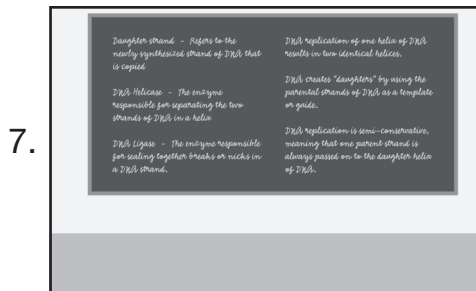 7.
Daughter strand - Refers to the
newly synthesized strand of DNA that
is copied
DNA Helicase - The enzyme
responsible for separating the two
strands of DNA in a helix
DNA Ligase - The enzyme responsible
for sealing together breaks or nicks in
a DNA strand.
DNA replication of one helix of DNA
results in two identical helices.
DNA creates "daughters" by using the
parental strands of DNA as a template
or guide.
DNA replication is semi-conservative,
meaning that one parent strand is
always passed on to the daughter helix
of DNA.